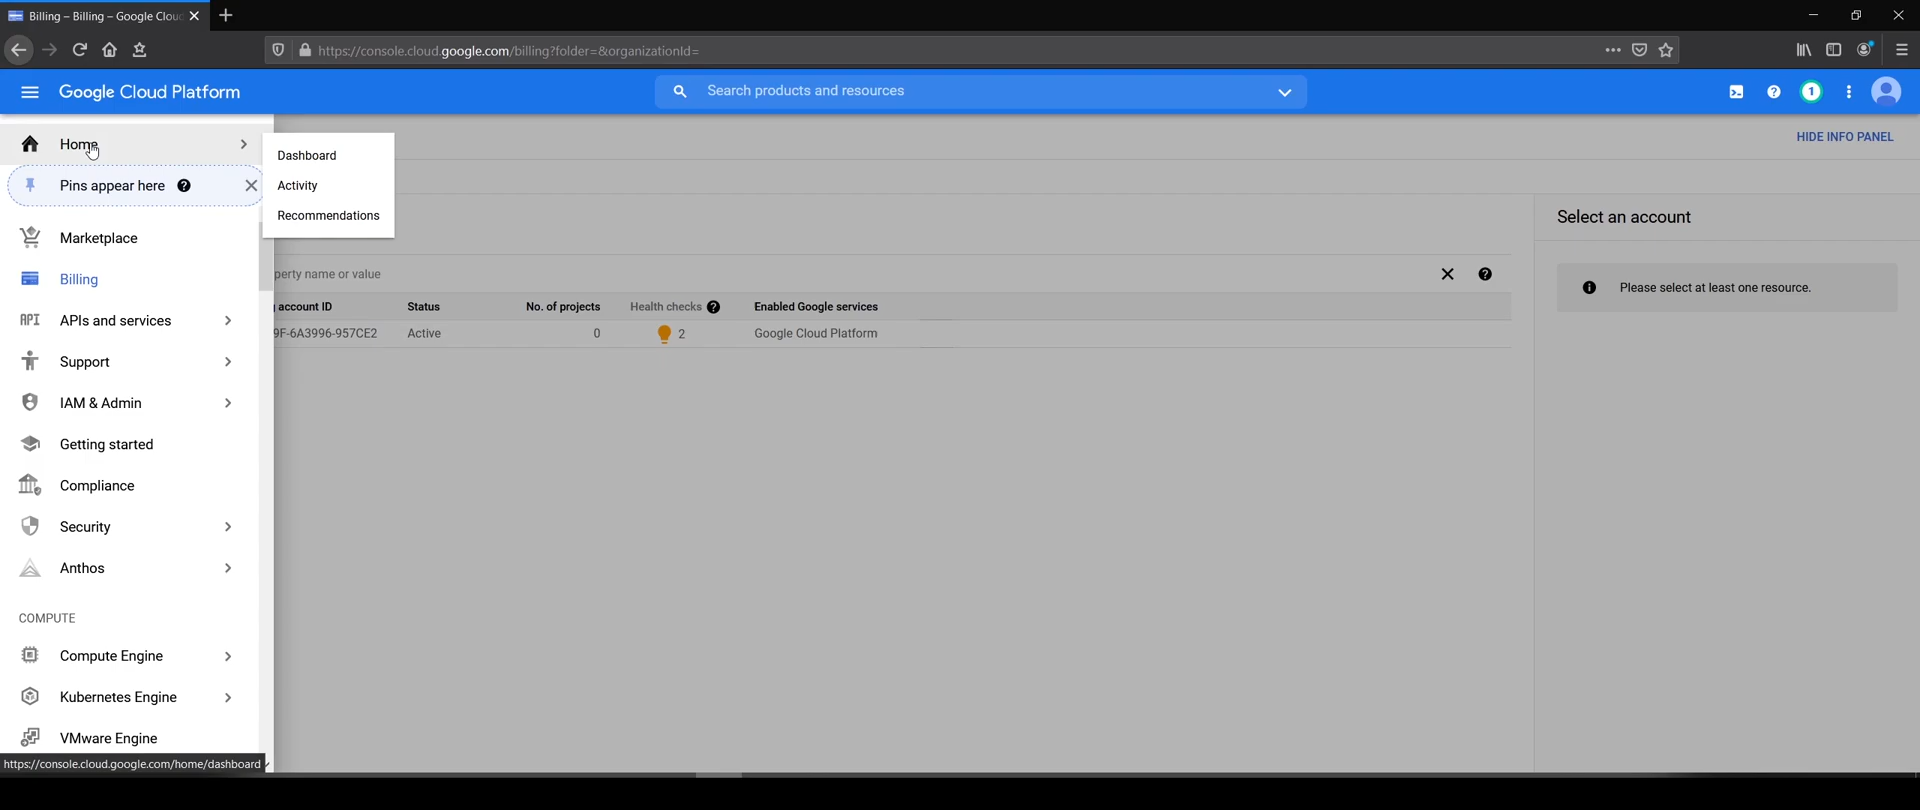 Billing – Billing – Google Cloud
https://console.cloud.google.com/billing?folder=&organizationId=
Google Cloud Platform
Search products and resources
1
Home
Pins appear here
Marketplace
Billing
API APIs and services
Support
IAM & Admin
Getting started
Compliance
Security
Anthos
COMPUTE
Compute Engine
Kubernetes Engine
VMware Engine
https://console.cloud.google.com/home/dashboard
Dashboard
Activity
Recommendations
HIDE INFO PANEL
perty name or value
account ID Status No. of projects Health checks Enabled Google services
9F-6A3996-957CE2 Active 0 2 Google Cloud Platform
Select an account
Please select at least one resource.